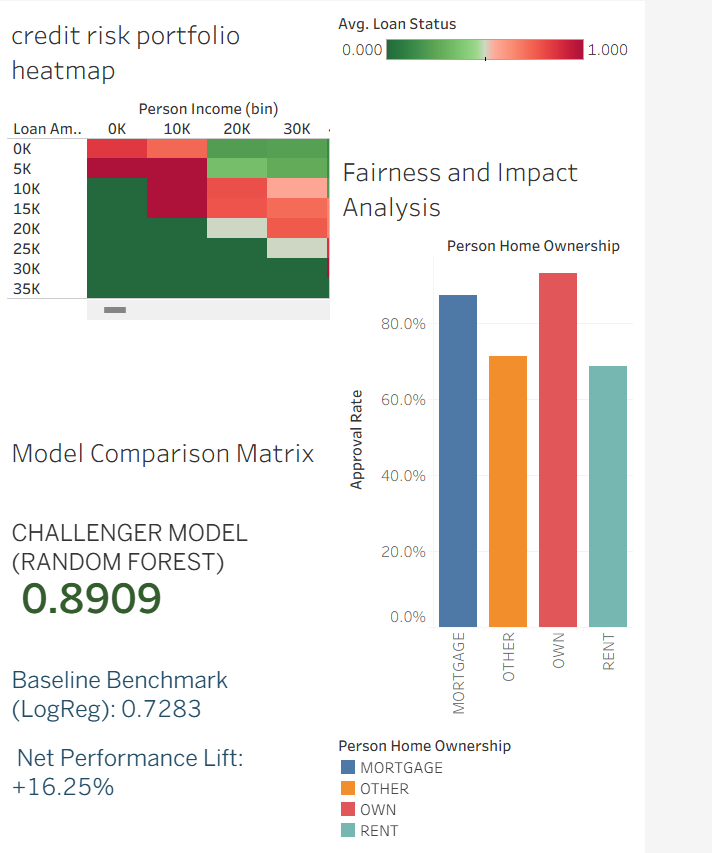 credit risk portfolio
heatmap
Person Income (bin)
Loan Am.. 0K 10K 20K 30K
0K
5K
10K
15K
20K
25K
30K
35K
Avg. Loan Status
0.000 1.000
Fairness and Impact
Analysis
Person Home Ownership
80.0%
60.0%
40.0%
20.0%
0.0%
Approval Rate
MORTGAGE
OTHER
OWN
RENT
Person Home Ownership
MORTGAGE
OTHER
OWN
RENT
Model Comparison Matrix
CHALLENGER MODEL
(RANDOM FOREST)
0.8909
Baseline Benchmark
(LogReg): 0.7283
Net Performance Lift:
+16.25%